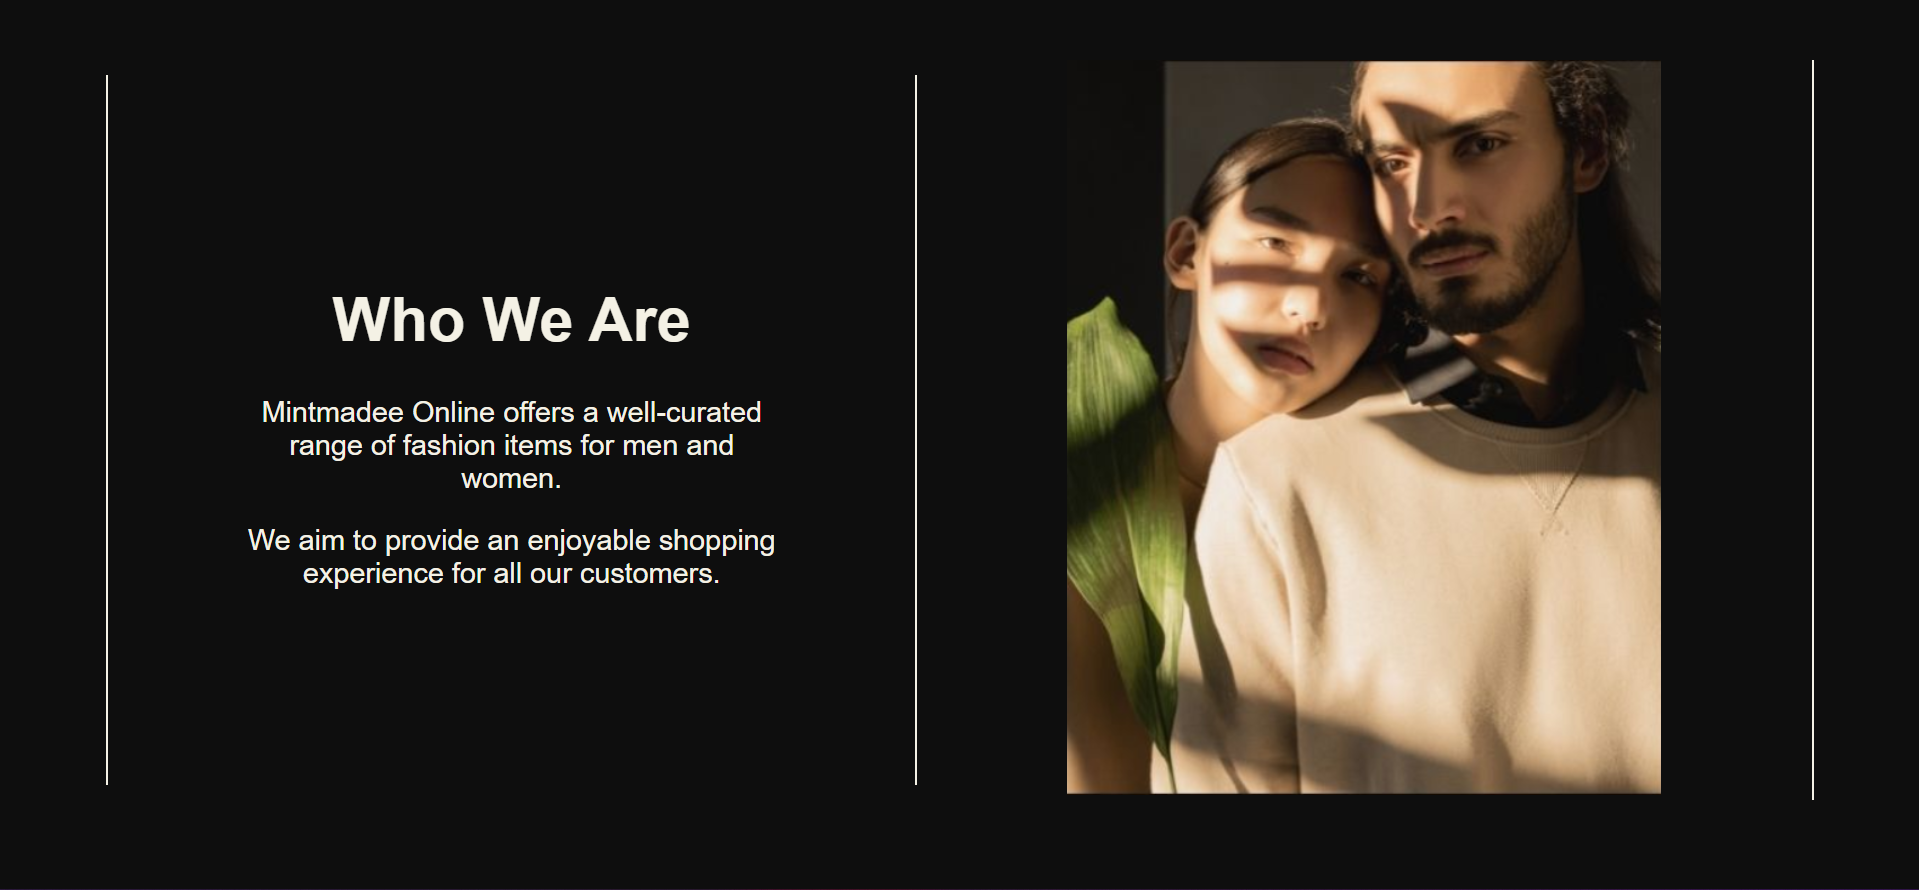 Who We Are
Mintmadee Online offers a well-curated
range of fashion items for men and
women.
We aim to provide an enjoyable shopping
experience for all our customers.